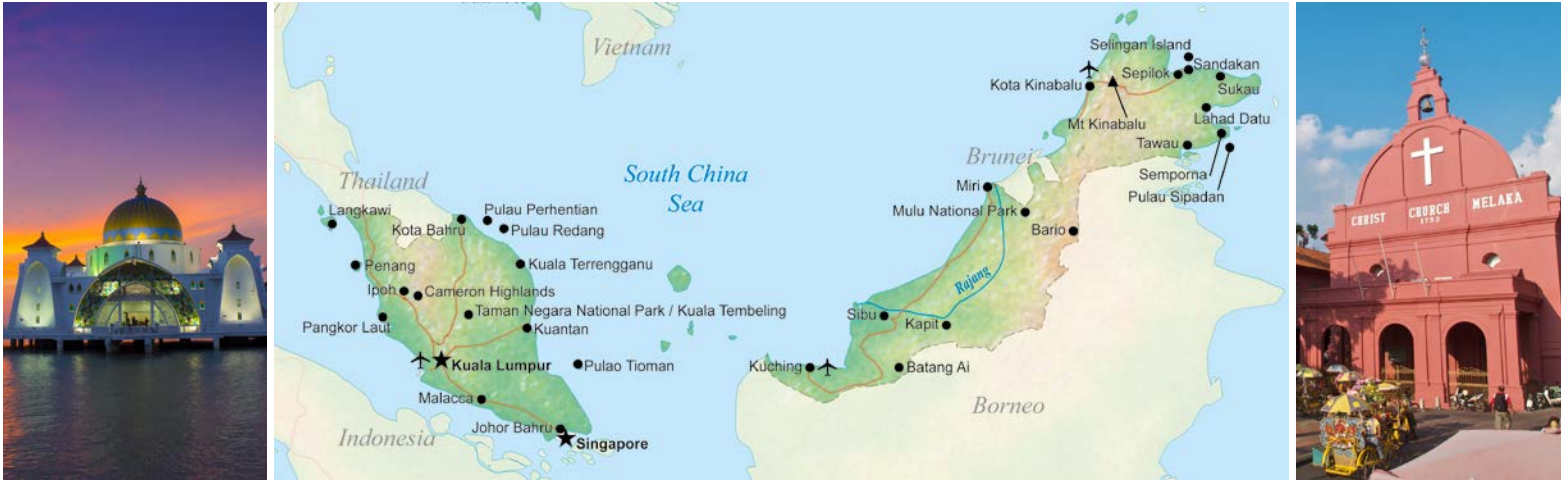 Vietnam
Thailand
Langkawi
Pulau Perhentian
Kota Bahru
Pulau Redang
Penang
Kuala Terrengganu
Ipoh
Cameron Highlands
Taman Negara National Park / Kuala Tembeling
Pangkor Laut
Kuantan
Kuala Lumpur
Pulao Tioman
Malacca
Johor Bahru
Singapore
Indonesia
South China
Sea
Selingan Island
Sandakan
Sepilok
Kota Kinabalu
Sukau
Mt Kinabalu
Lahad Datu
Tawau
Brunei
Semporna
Miri
Pulau Sipadan
Mulu National Park
Bario
Rajang
Sibu
Kapit
Kuching
Batang Ai
Borneo
CHRIST CHURCH MELAKA
1753